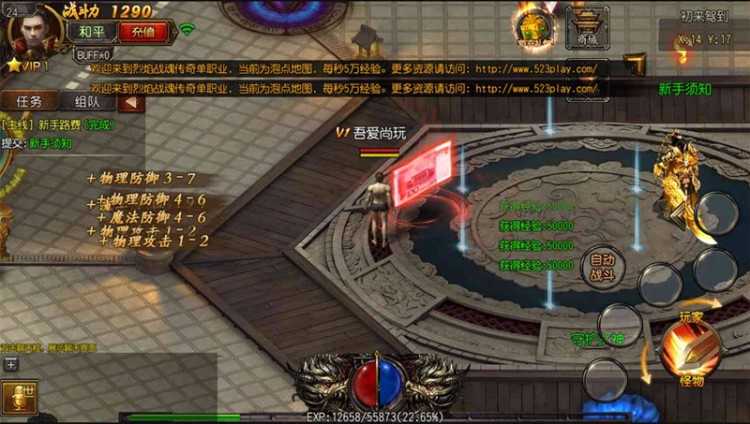 24
战斗力 1290
和平 充值
BUFF*0
VIP1
商城
初来驾到
X:14 Y:17
欢迎来到烈焰战魂传奇单职业，当前为泡点地图，每秒5万经验。更多资源请访问：http://www.523play.com/
欢迎来到烈焰战魂传奇单职业，当前为泡点地图，每秒5万经验。更多资源请访问：http://www.523play.com/
新手须知
任务 组队
[主线] 新手路费(完成)
提交:新手须知
V1 吾爱尚玩
+物理防御 3-7
+物理防御 4-6
+魔法防御 4-6
+物理攻击 1-2
+物理攻击 1-2
获得经验:50000
获得经验:50000
获得经验:50000
获得经验:50000
自动
战斗
玩家
怪物
世
EXP:12658/55873(22.65%)